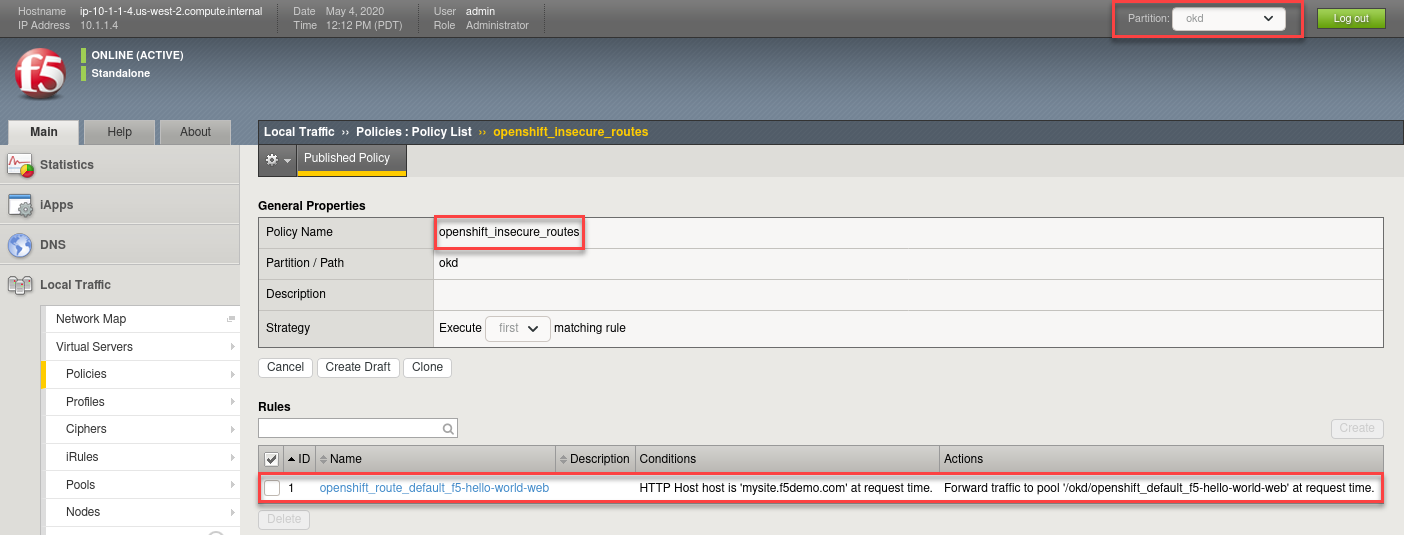 Hostname ip-10-1-1-4.us-west-2.compute.internal Date May 4, 2020 User admin Partition: okd Log out
IP Address 10.1.1.4 Time 12:12 PM (PDT) Role Administrator
f5
ONLINE (ACTIVE)
Standalone
Main Help About
Local Traffic ›› Policies : Policy List ›› openshift_insecure_routes
Published Policy
Statistics
iApps
DNS
Local Traffic
Network Map
Virtual Servers
Policies
Profiles
Ciphers
iRules
Pools
Nodes
General Properties
Policy Name openshift_insecure_routes
Partition / Path okd
Description
Strategy Execute first matching rule
Cancel Create Draft Clone
Rules
Create
ID Name Description Conditions Actions
1 openshift_route_default_f5-hello-world-web HTTP Host host is 'mysite.f5demo.com' at request time. Forward traffic to pool '/okd/openshift_default_f5-hello-world-web' at request time.
Delete